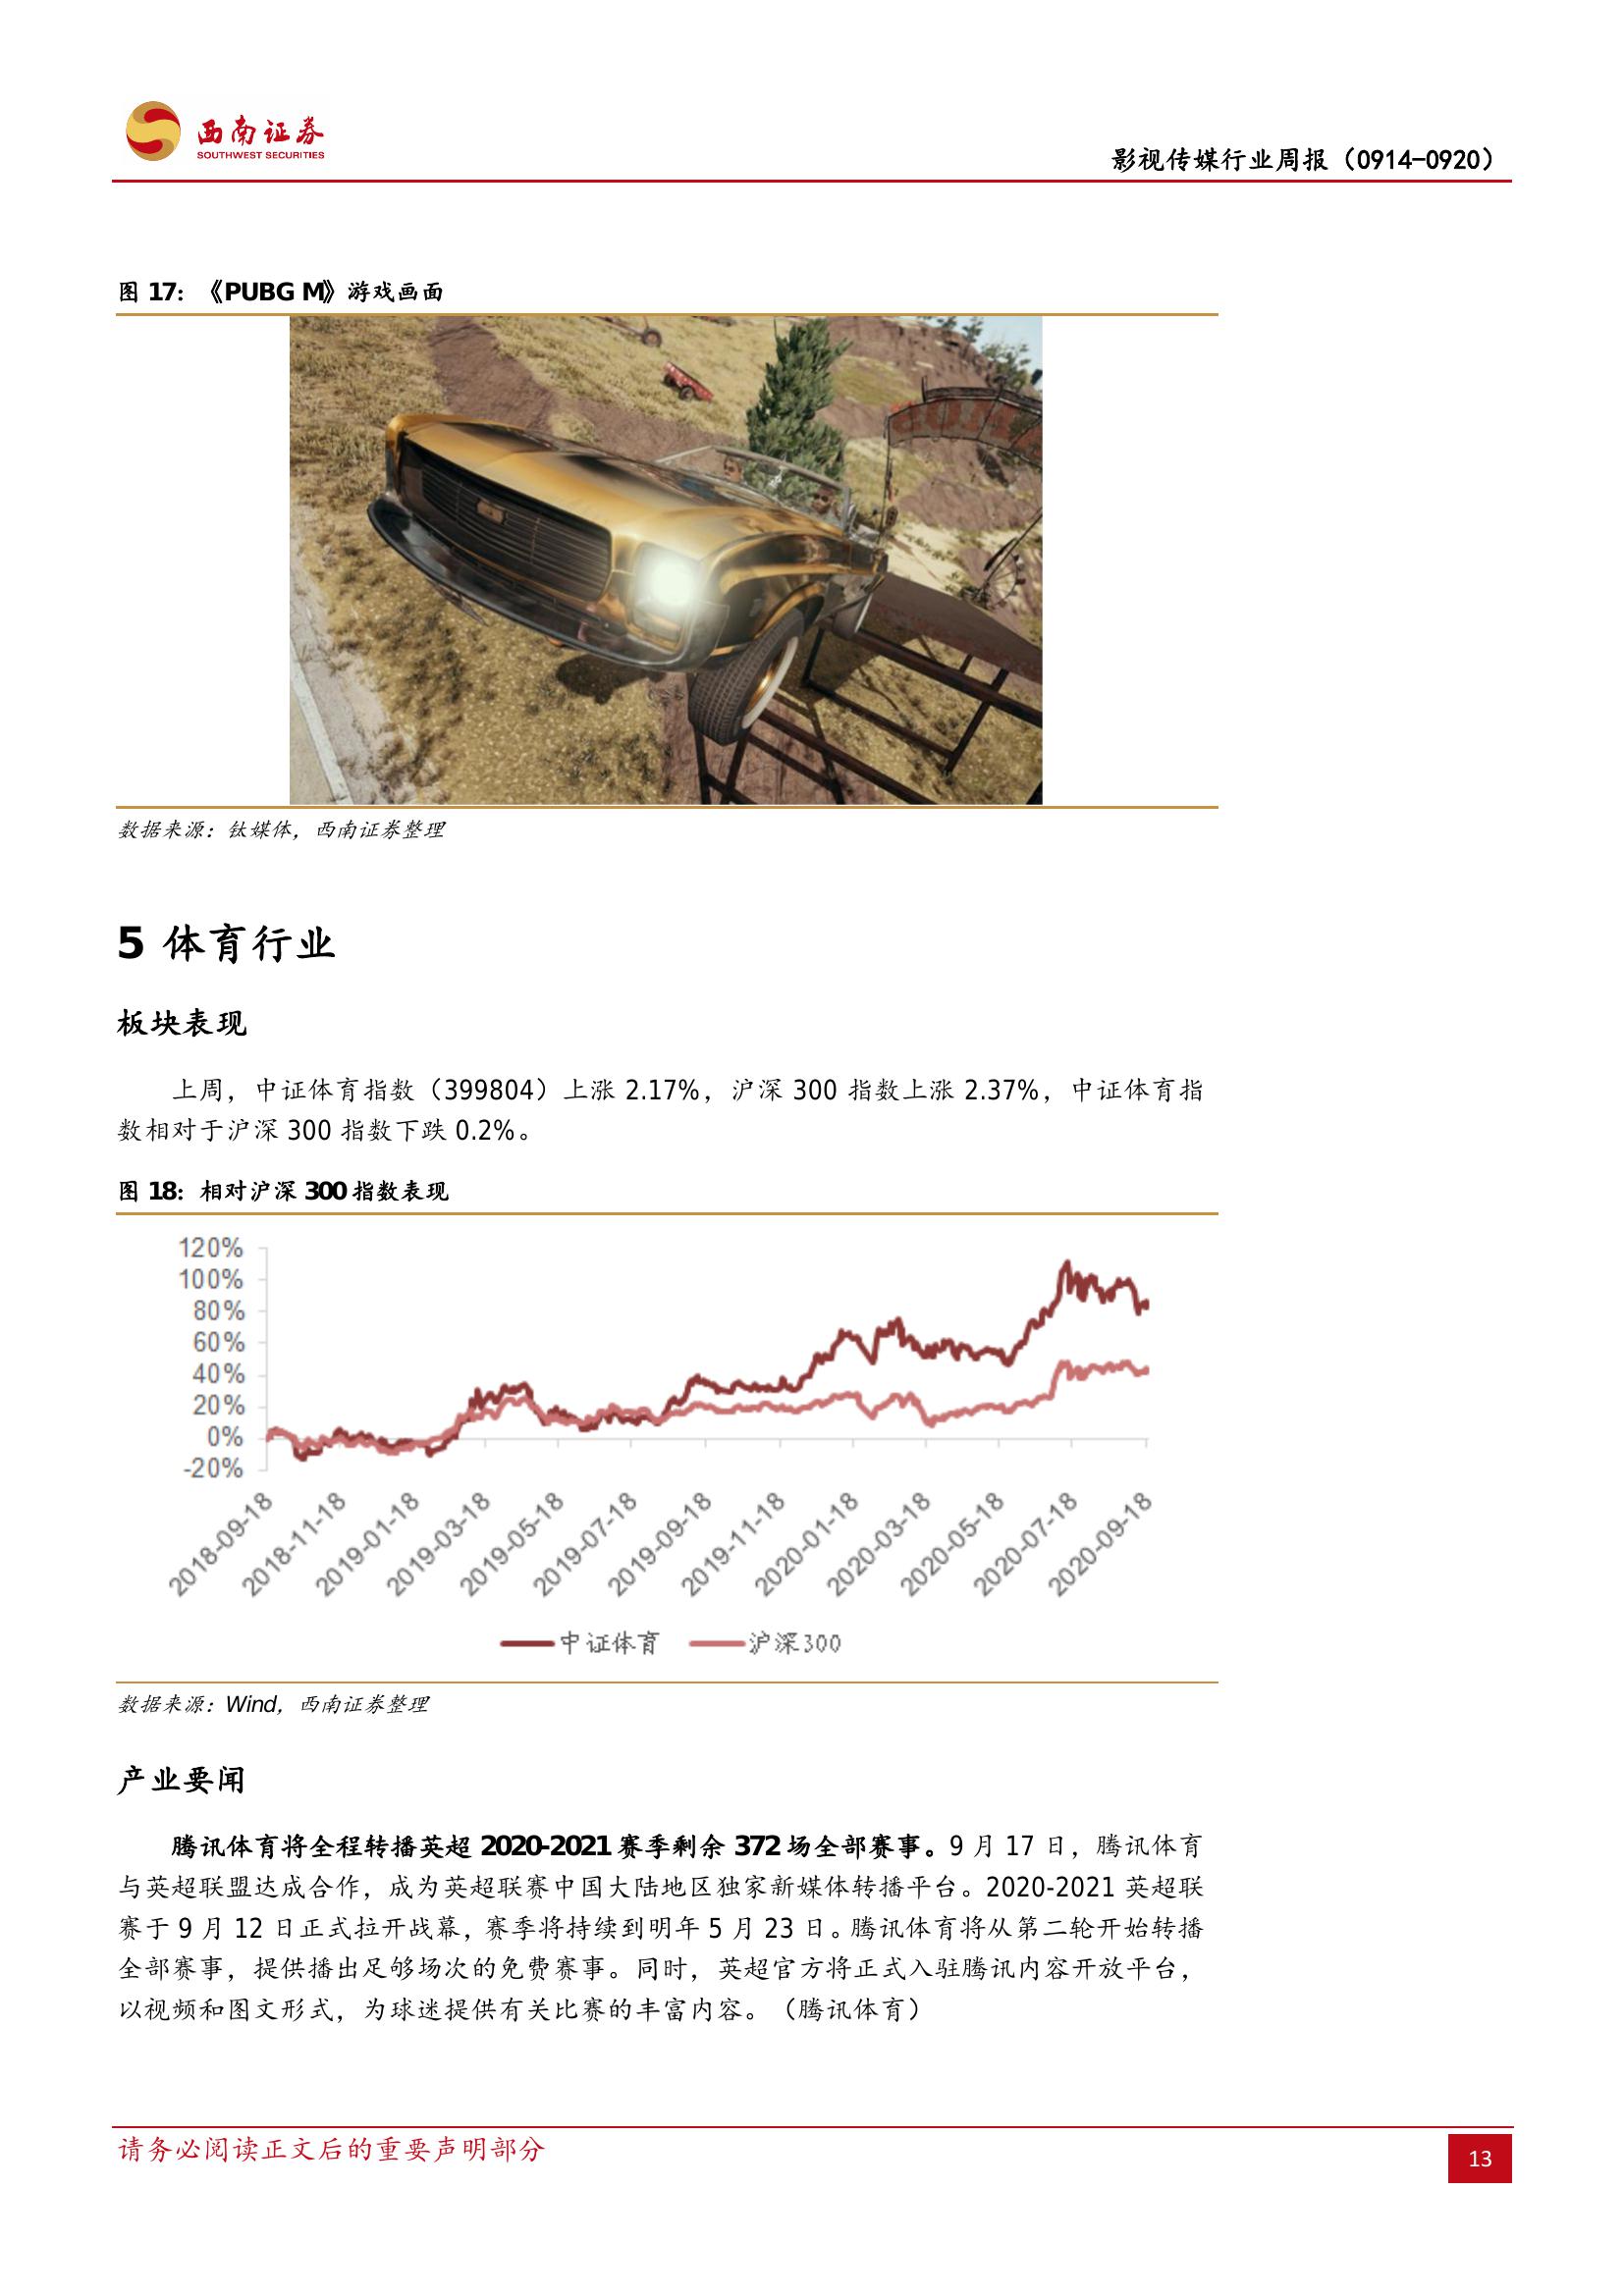 西南证券
SOUTHWEST SECURITIES
影视传媒行业周报（0914-0920）
图 17：《PUBG M》游戏画面
数据来源：钛媒体，西南证券整理
5 体育行业
板块表现
上周，中证体育指数（399804）上涨 2.17%，沪深 300 指数上涨 2.37%，中证体育指
数相对于沪深 300 指数下跌 0.2%。
图 18：相对沪深 300 指数表现
120%
100%
80%
60%
40%
20%
0%
-20%
2018-09-18
2018-11-18
2019-01-18
2019-03-18
2019-05-18
2019-07-18
2019-09-18
2019-11-18
2020-01-18
2020-03-18
2020-05-18
2020-07-18
2020-09-18
中证体育 沪深300
数据来源：Wind，西南证券整理
产业要闻
腾讯体育将全程转播英超 2020-2021 赛季剩余 372 场全部赛事。9 月 17 日，腾讯体育
与英超联盟达成合作，成为英超联赛中国大陆地区独家新媒体转播平台。2020-2021 英超联
赛于 9 月 12 日正式拉开战幕，赛季将持续到明年 5 月 23 日。腾讯体育将从第二轮开始转播
全部赛事，提供播出足够场次的免费赛事。同时，英超官方将正式入驻腾讯内容开放平台，
以视频和图文形式，为球迷提供有关比赛的丰富内容。（腾讯体育）
请务必阅读正文后的重要声明部分
13